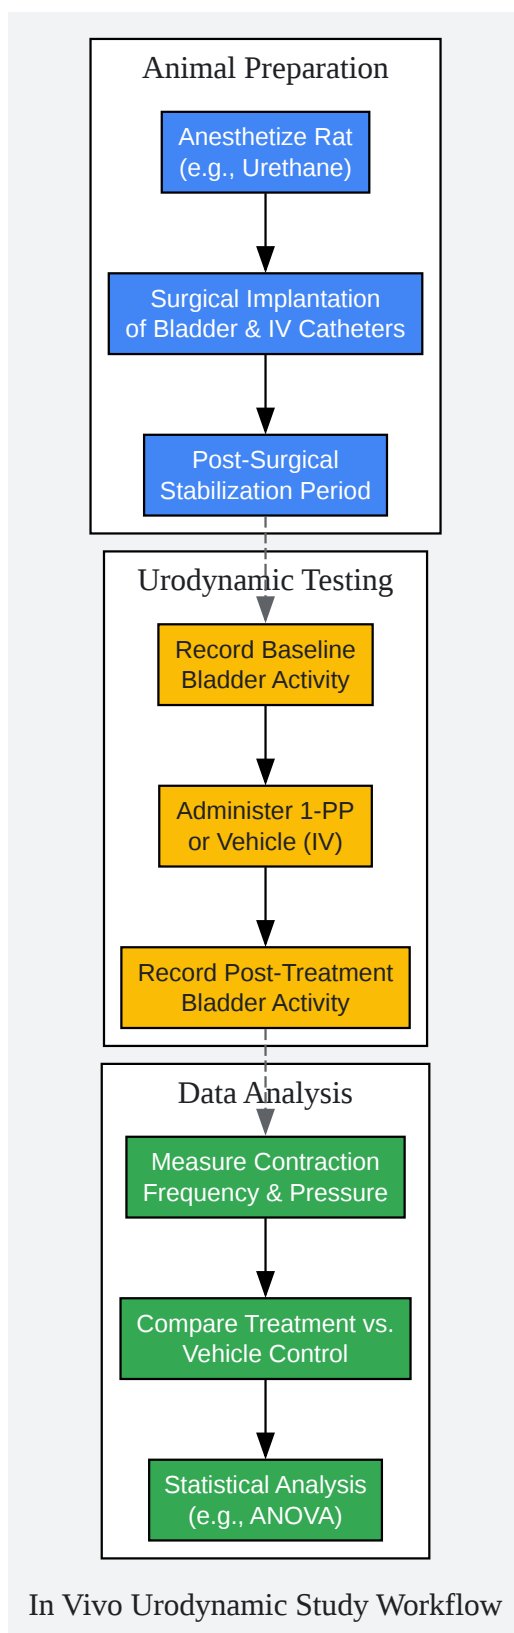 Animal Preparation
Anesthetize Rat
(e.g., Urethane)
Surgical Implantation
of Bladder & IV Catheters
Post-Surgical
Stabilization Period
Urodynamic Testing
Record Baseline
Bladder Activity
Administer 1-PP
or Vehicle (IV)
Record Post-Treatment
Bladder Activity
Data Analysis
Measure Contraction
Frequency & Pressure
Compare Treatment vs.
Vehicle Control
Statistical Analysis
(e.g., ANOVA)
In Vivo Urodynamic Study Workflow